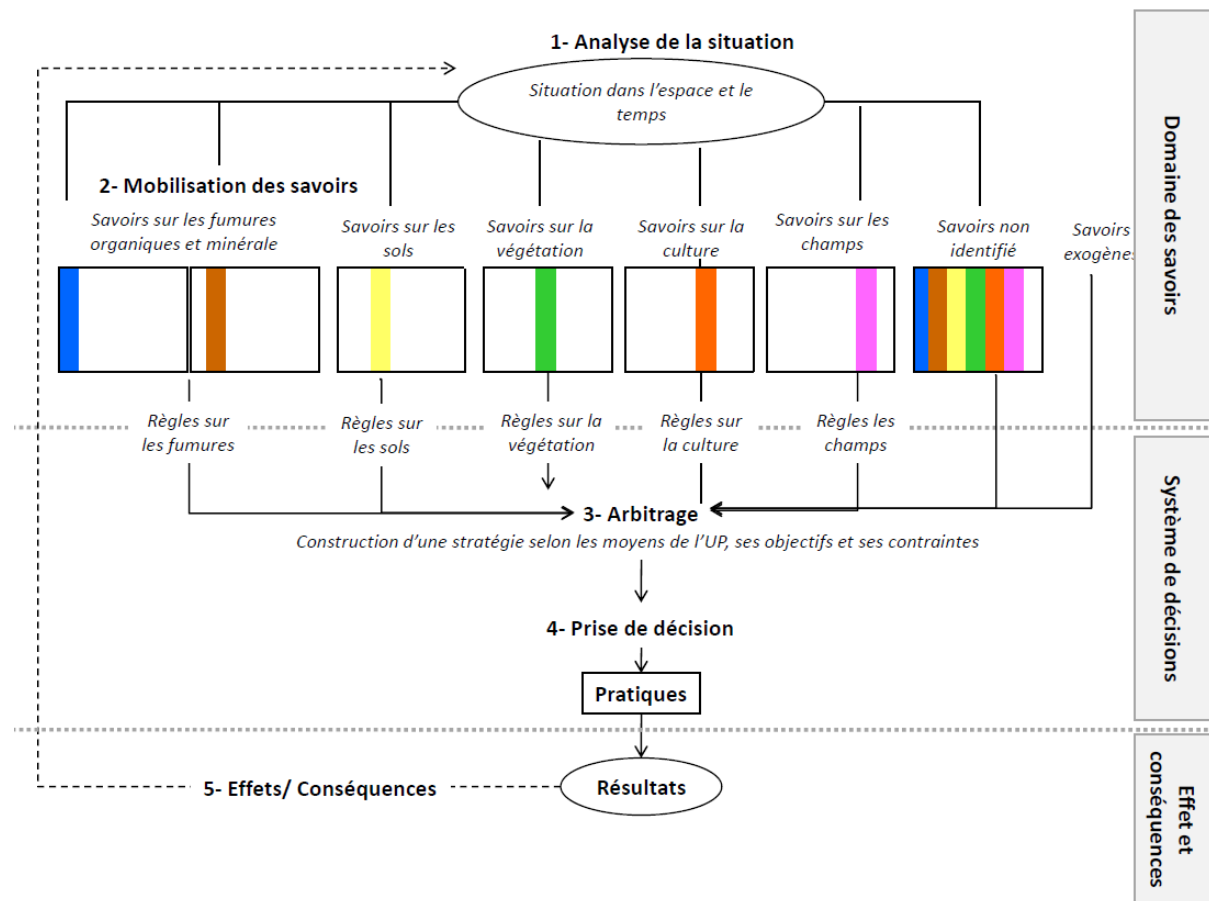 1- Analyse de la situation
Situation dans l'espace et le
temps
2- Mobilisation des savoirs
Savoirs sur les fumures
organiques et minérale
Savoirs sur les
sols
Savoirs sur la
végétation
Savoirs sur la
culture
Savoirs sur les
champs
Savoirs non
identifié
Savoirs
exogènes
Règles sur
les fumures
Règles sur
les sols
Règles sur la
végétation
Règles sur
la culture
Règles les
champs
3- Arbitrage
Construction d'une stratégie selon les moyens de l'UP, ses objectifs et ses contraintes
4- Prise de décision
Pratiques
5- Effets/ Conséquences
Résultats
Domaine des savoirs
Système de décisions
Effet et
conséquences